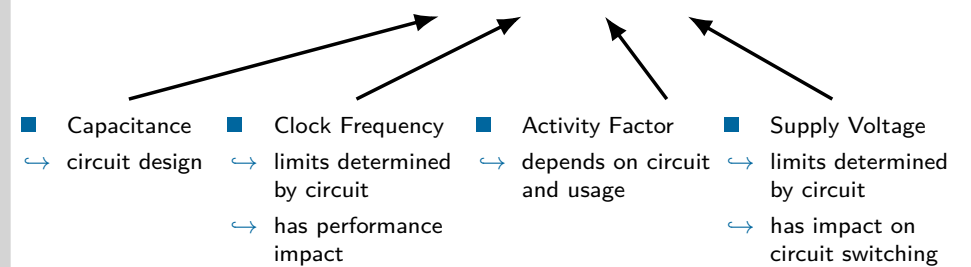 Capacitance
↪ circuit design
Clock Frequency
↪ limits determined
by circuit
↪ has performance
impact
Activity Factor
↪ depends on circuit
and usage
Supply Voltage
↪ limits determined
by circuit
↪ has impact on
circuit switching